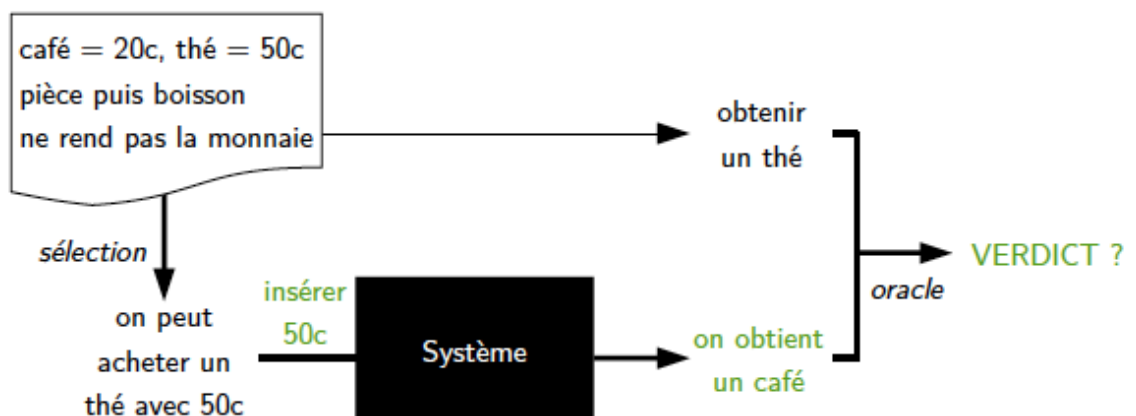 café = 20c, thé = 50c
pièce puis boisson
ne rend pas la monnaie
obtenir
un thé
sélection
on peut
acheter un
thé avec 50c
insérer
50c
Système
on obtient
un café
oracle
VERDICT ?